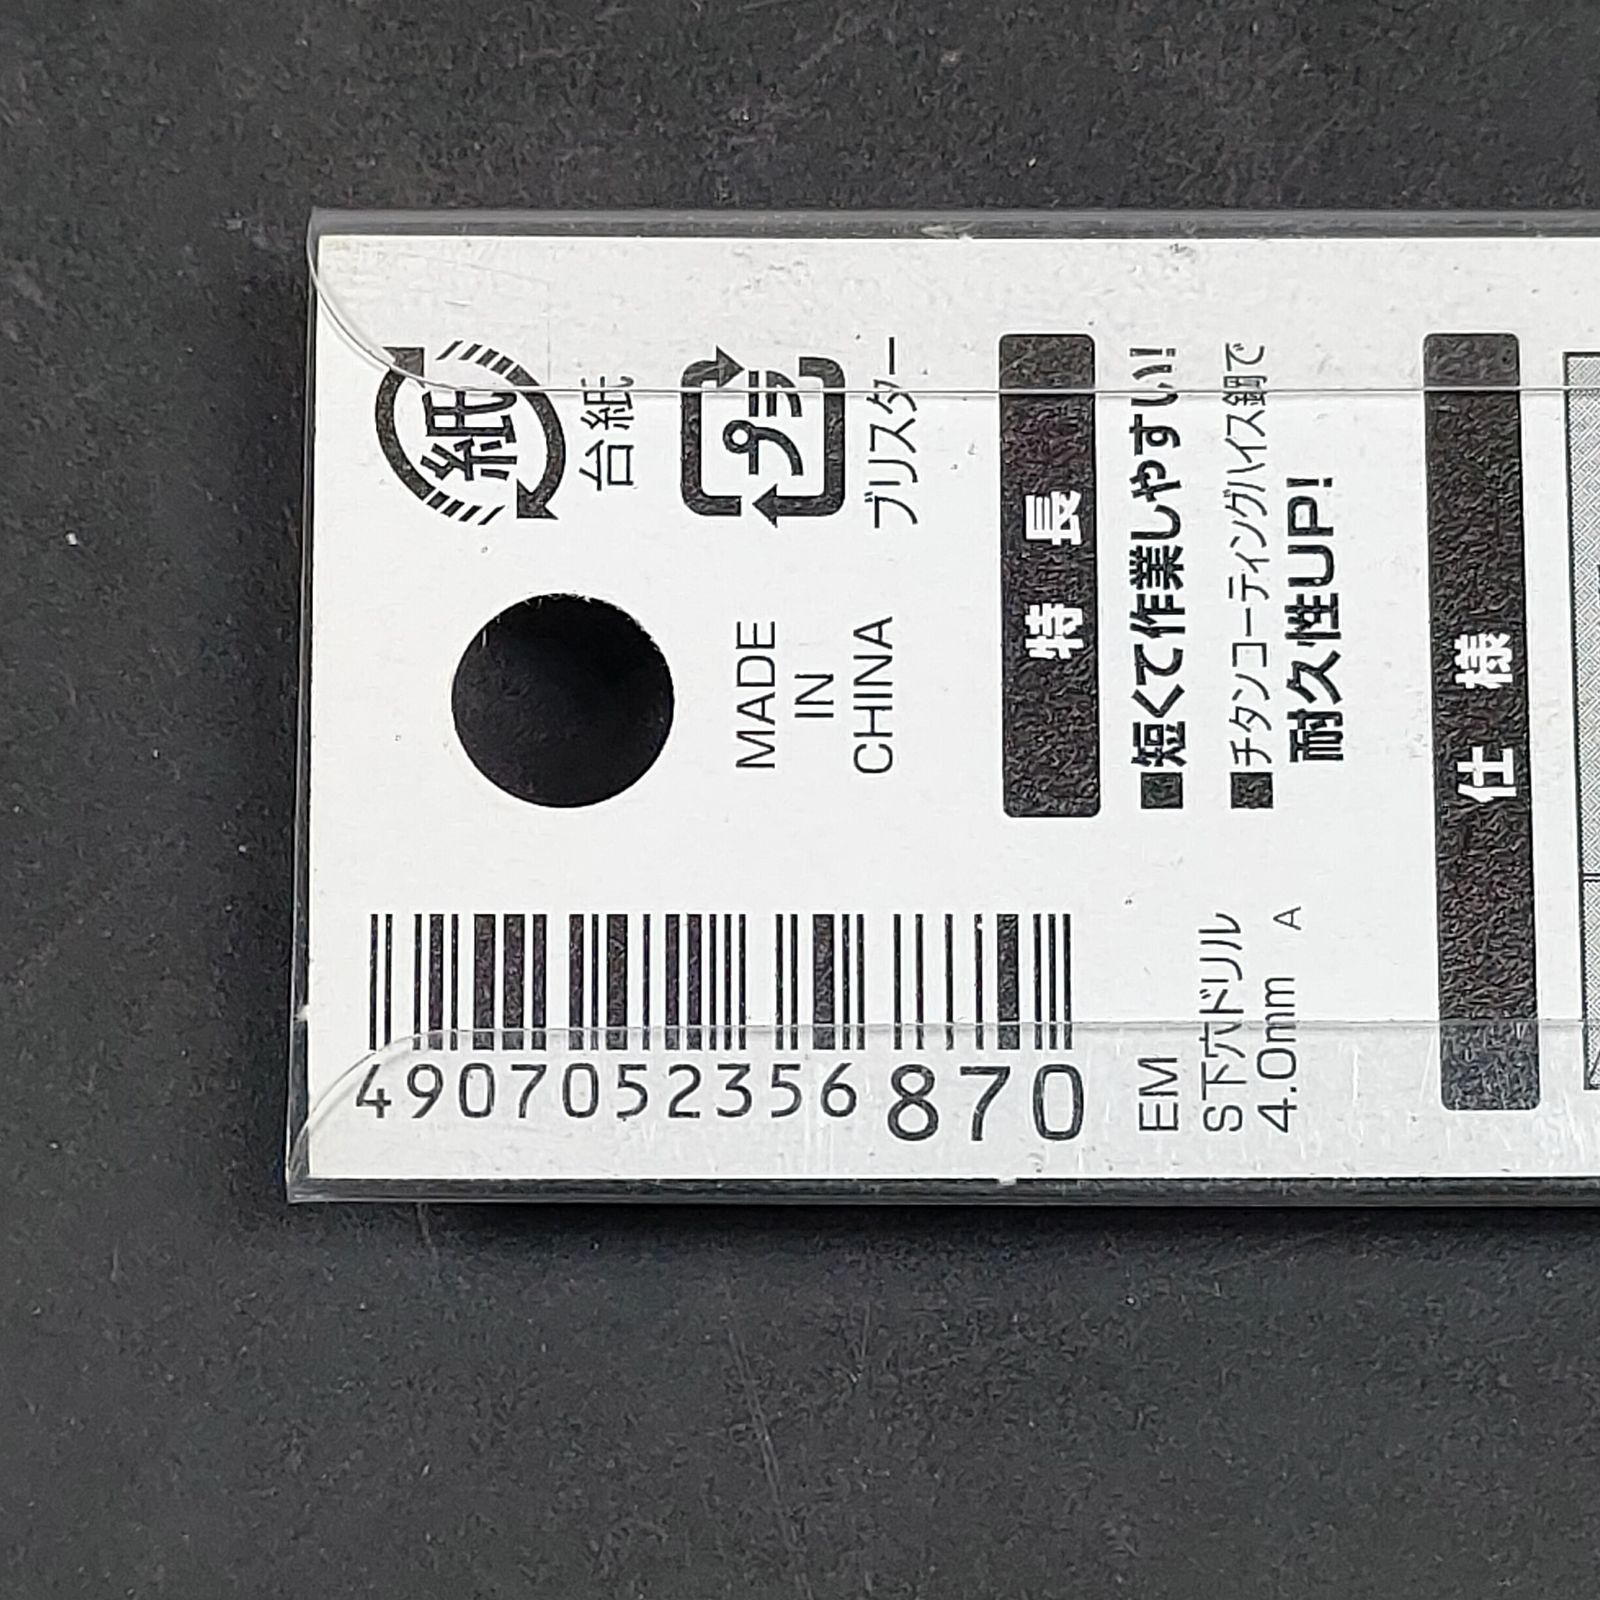 紙
台紙
プラ
ブリスター
MADE
IN
CHINA
4907052356870
特長
■短くて作業しやすい!
■チタンコーティングハイス鋼で
耐久性UP!
EM
S下穴ドリル
4.0mm A
仕様